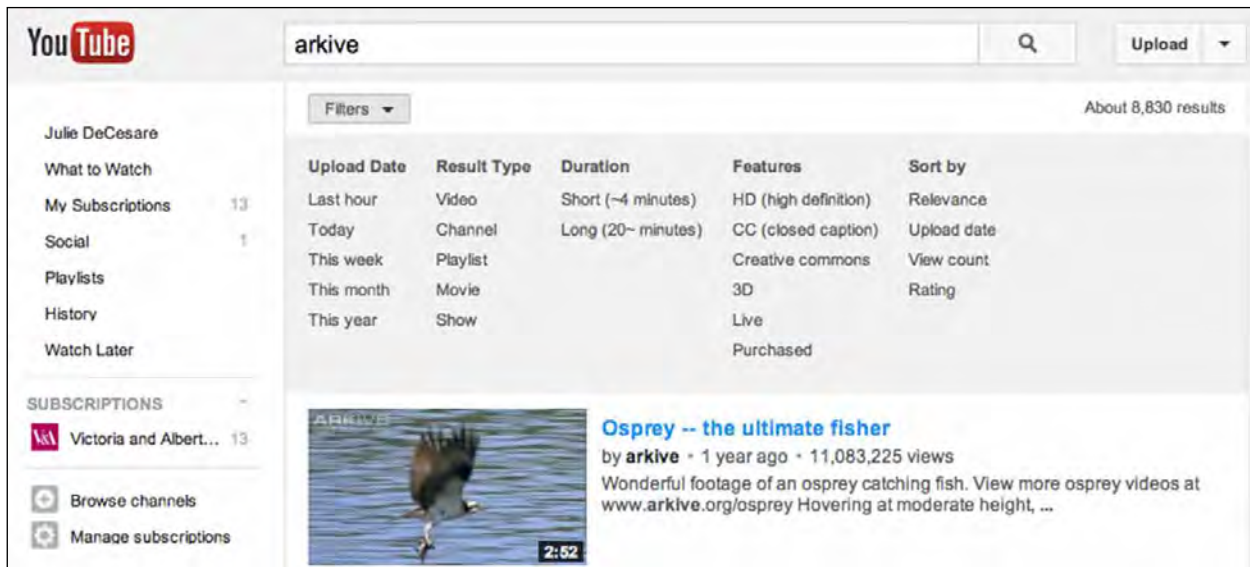 YouTube
arkive
Upload
Julie DeCesare
What to Watch
My Subscriptions 13
Social 1
Playlists
History
Watch Later
SUBSCRIPTIONS
Victoria and Albert... 13
Browse channels
Manage subscriptions
Filters
About 8,830 results
Upload Date
Last hour
Today
This week
This month
This year
Result Type
Video
Channel
Playlist
Movie
Show
Duration
Short (~4 minutes)
Long (20~ minutes)
Features
HD (high definition)
CC (closed caption)
Creative commons
3D
Live
Purchased
Sort by
Relevance
Upload date
View count
Rating
ARKIVE
2:52
Osprey -- the ultimate fisher
by arkive • 1 year ago • 11,083,225 views
Wonderful footage of an osprey catching fish. View more osprey videos at
www.arkive.org/osprey Hovering at moderate height, ...